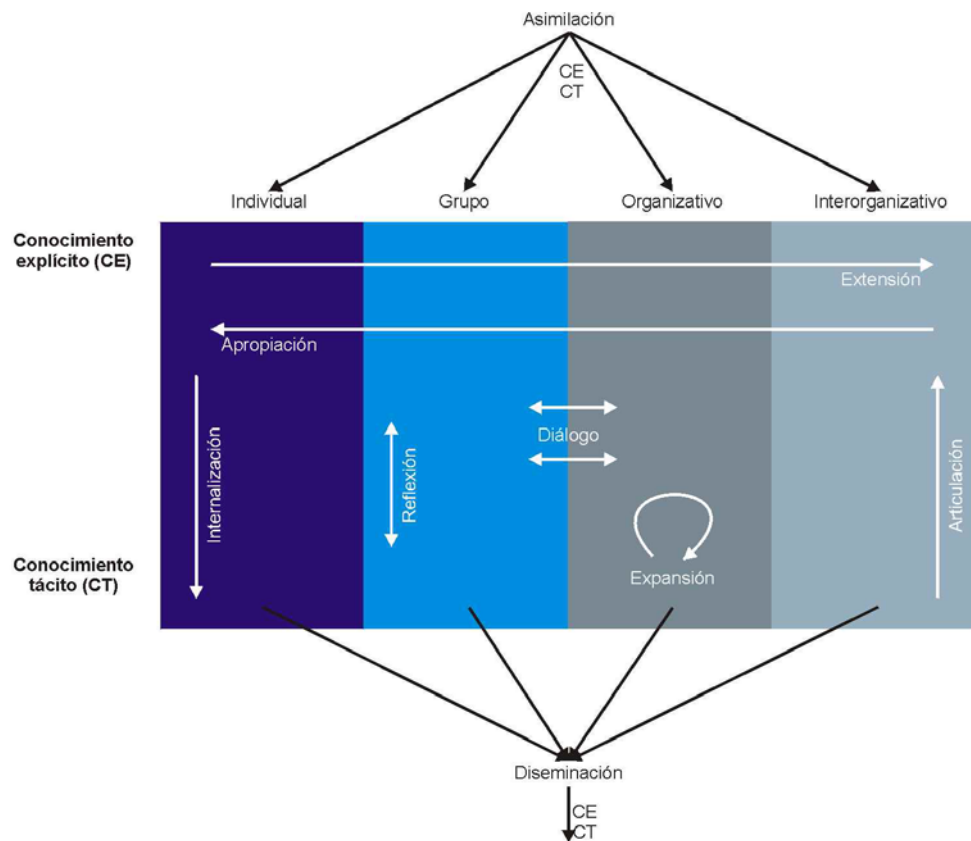 Asimilación
CE
CT
Individual
Grupo
Organizativo
Interorganizativo
Conocimiento
explícito (CE)
Extensión
Apropiación
Internalización
Reflexión
Diálogo
Articulación
Conocimiento
tácito (CT)
Expansión
Diseminación
CE
CT